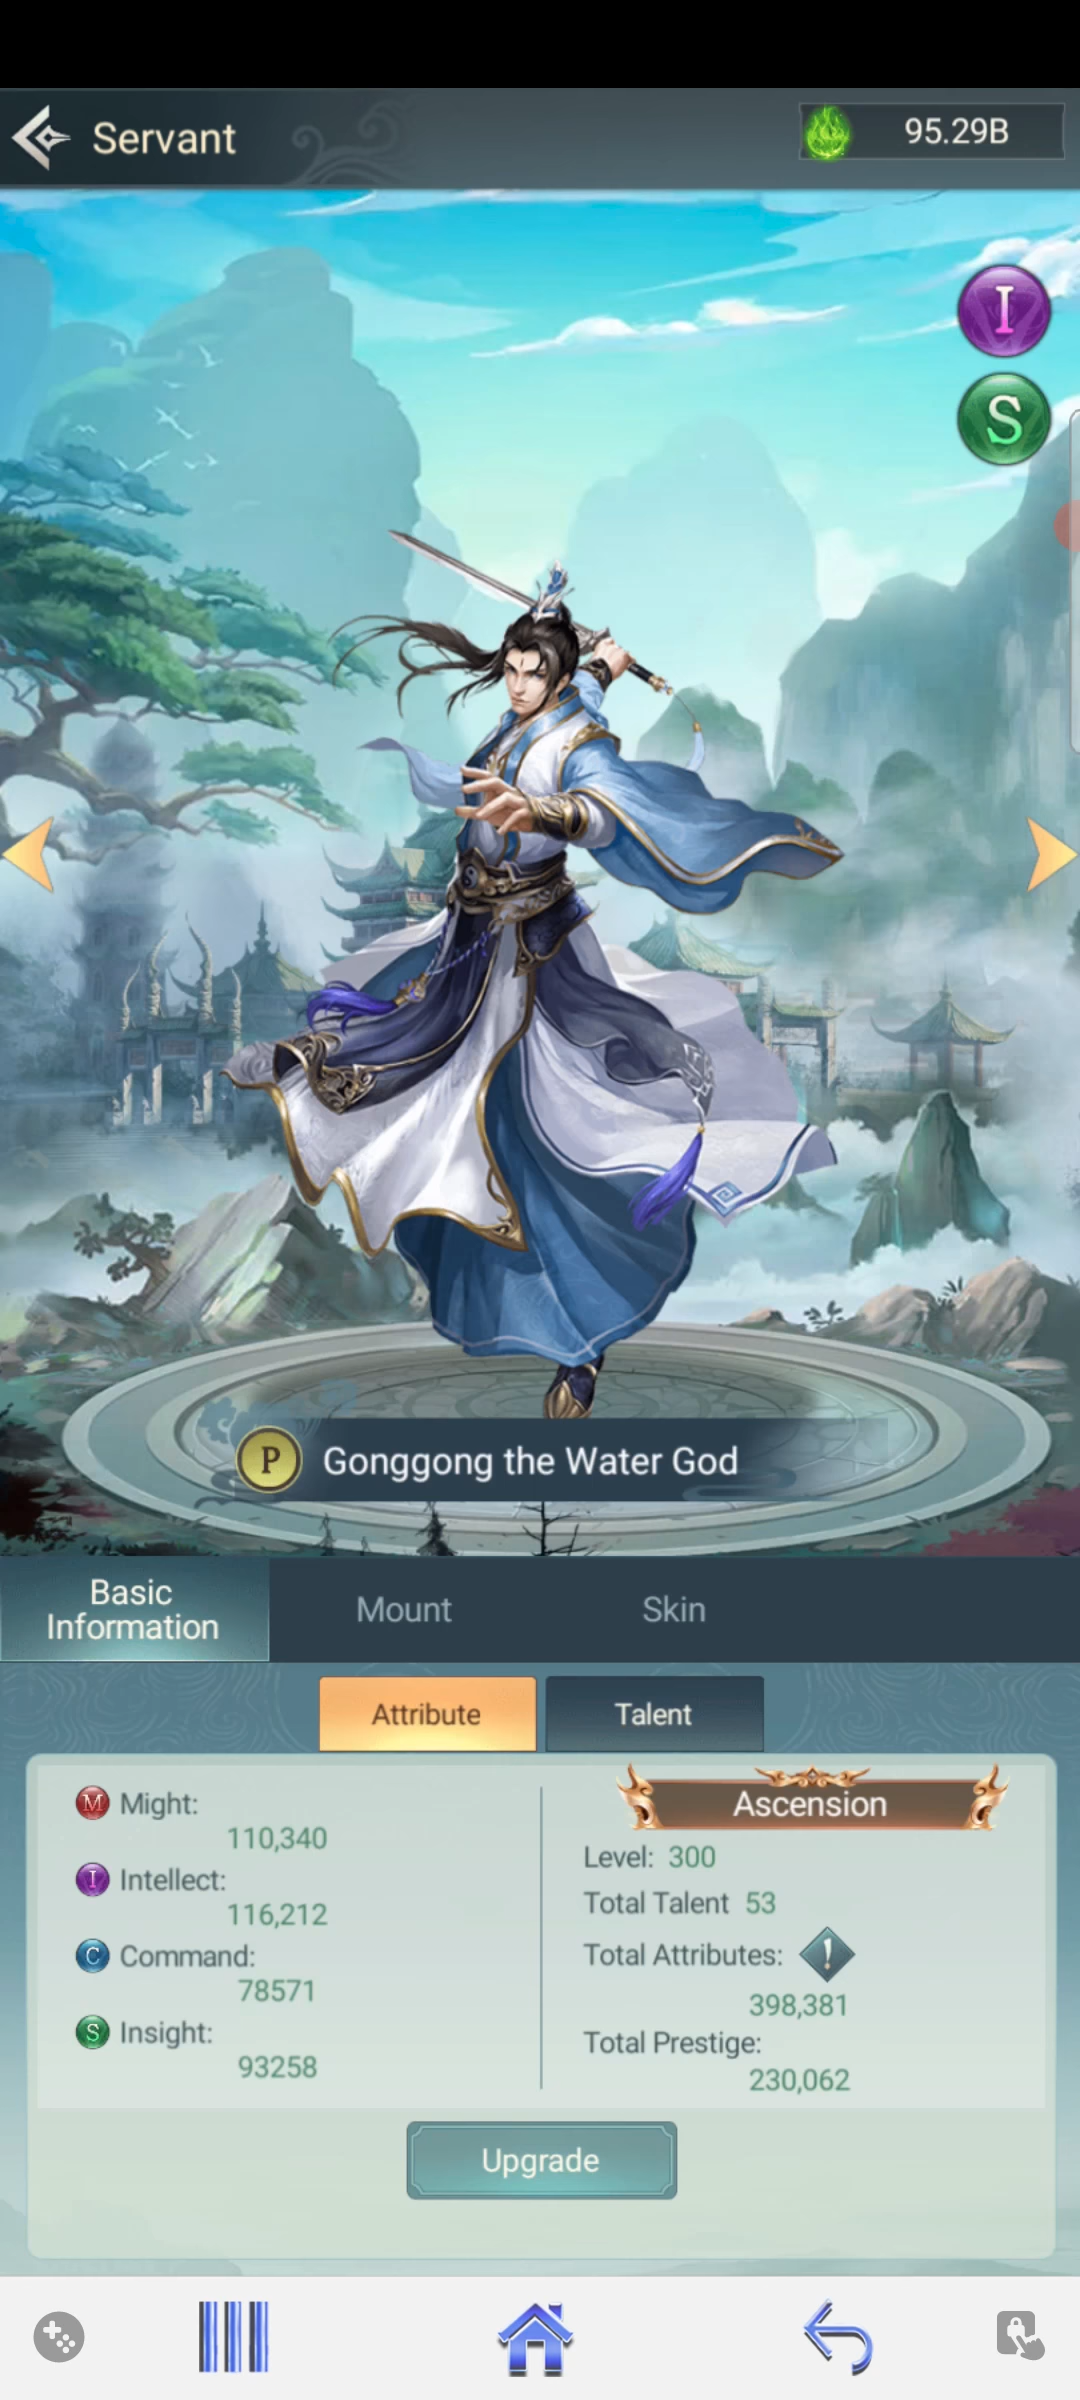 Servant
95.29B
I
S
P Gonggong the Water God
Basic
Information
Mount
Skin
Attribute
Talent
M Might:
110,340
I Intellect:
116,212
C Command:
78571
S Insight:
93258
Ascension
Level: 300
Total Talent 53
Total Attributes: !
398,381
Total Prestige:
230,062
Upgrade